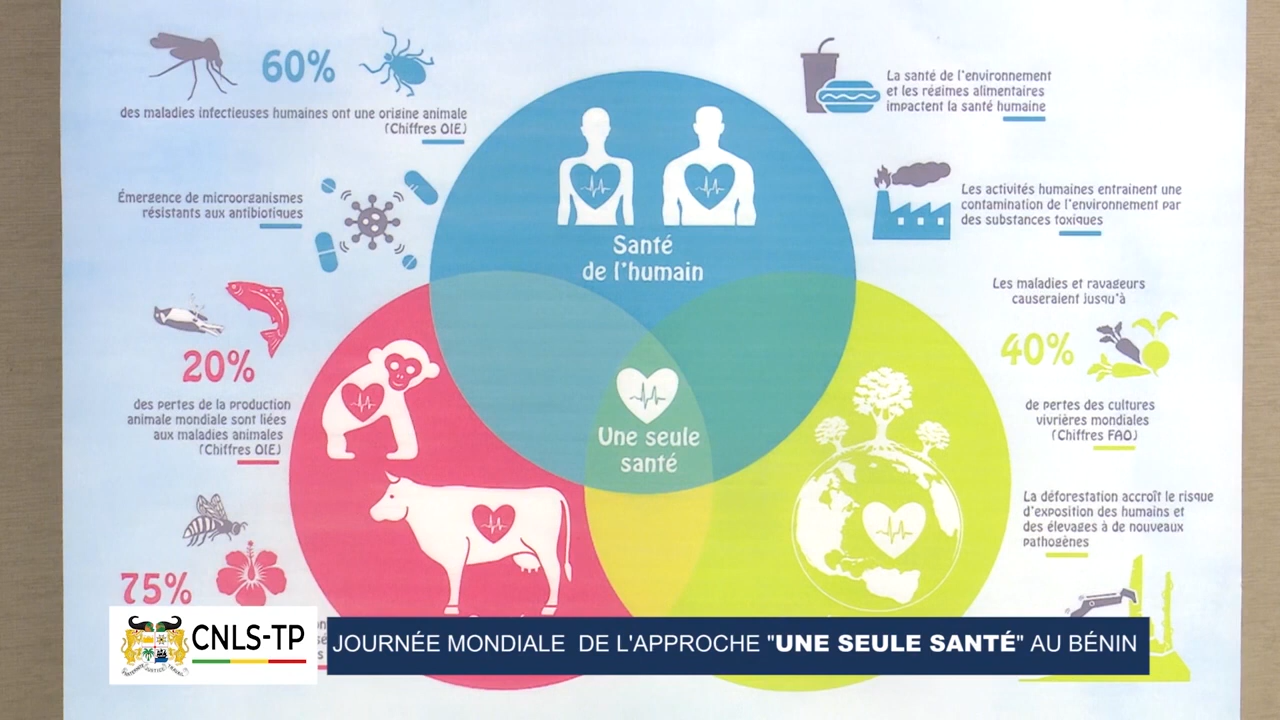 60%
des maladies infectieuses humaines ont une origine animale
(Chiffres OIE)
Émergence de microorganismes
résistants aux antibiotiques
20%
des pertes de la production
animale mondiale sont liées
aux maladies animales
(Chiffres OIE)
75%
Santé
de l'humain
Une seule
santé
La santé de l'environnement
et les régimes alimentaires
impactent la santé humaine
Les activités humaines entrainent une
contamination de l'environnement par
des substances toxiques
Les maladies et ravageurs
causeraient jusqu'à
40%
de pertes des cultures
vivrières mondiales
(Chiffres FAO)
La déforestation accroît le risque
d'exposition des humains et
des élevages à de nouveaux
pathogènes
CNLS-TP
FRATERNITÉ JUSTICE TRAVAIL
JOURNÉE MONDIALE DE L'APPROCHE "UNE SEULE SANTÉ" AU BÉNIN